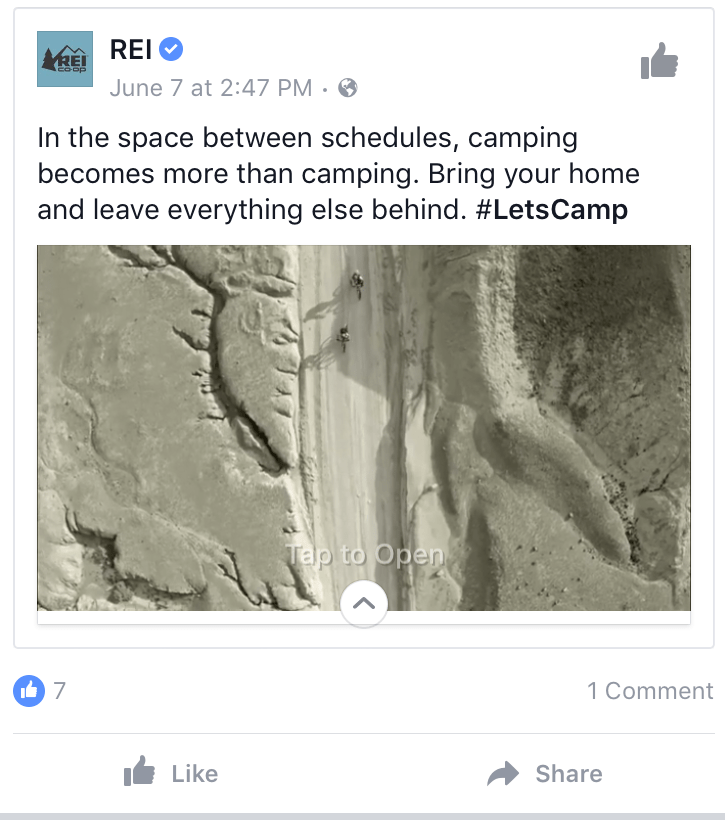 REI
CO·OP
REI
June 7 at 2:47 PM ·
In the space between schedules, camping
becomes more than camping. Bring your home
and leave everything else behind. #LetsCamp
Tap to Open
7
1 Comment
Like
Share